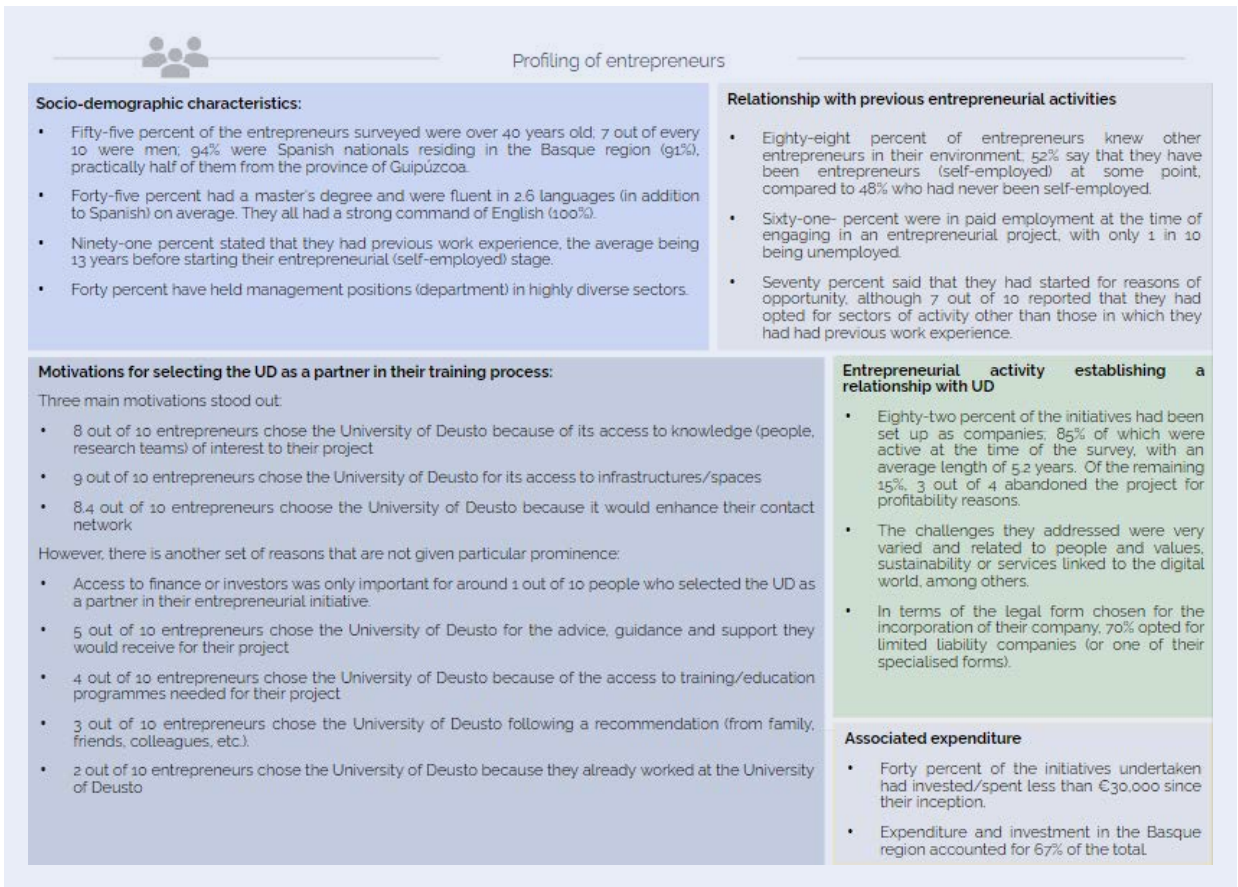 Profiling of entrepreneurs
Socio-demographic characteristics:
• Fifty-five percent of the entrepreneurs surveyed were over 40 years old; 7 out of every
10 were men; 94% were Spanish nationals residing in the Basque region (91%),
practically half of them from the province of Guipúzcoa.
• Forty-five percent had a master's degree and were fluent in 2.6 languages (in addition
to Spanish) on average. They all had a strong command of English (100%).
• Ninety-one percent stated that they had previous work experience, the average being
13 years before starting their entrepreneurial (self-employed) stage.
• Forty percent have held management positions (department) in highly diverse sectors.
Relationship with previous entrepreneurial activities
• Eighty-eight percent of entrepreneurs knew other
entrepreneurs in their environment; 52% say that they have
been entrepreneurs (self-employed) at some point,
compared to 48% who had never been self-employed.
• Sixty-one- percent were in paid employment at the time of
engaging in an entrepreneurial project, with only 1 in 10
being unemployed.
• Seventy percent said that they had started for reasons of
opportunity, although 7 out of 10 reported that they had
opted for sectors of activity other than those in which they
had had previous work experience.
Motivations for selecting the UD as a partner in their training process:
Three main motivations stood out:
• 8 out of 10 entrepreneurs chose the University of Deusto because of its access to knowledge (people,
research teams) of interest to their project
• 9 out of 10 entrepreneurs chose the University of Deusto for its access to infrastructures/spaces
• 8.4 out of 10 entrepreneurs choose the University of Deusto because it would enhance their contact
network
However, there is another set of reasons that are not given particular prominence:
• Access to finance or investors was only important for around 1 out of 10 people who selected the UD as
a partner in their entrepreneurial initiative.
• 5 out of 10 entrepreneurs chose the University of Deusto for the advice, guidance and support they
would receive for their project
• 4 out of 10 entrepreneurs chose the University of Deusto because of the access to training/education
programmes needed for their project
• 3 out of 10 entrepreneurs chose the University of Deusto following a recommendation (from family,
friends, colleagues, etc.).
• 2 out of 10 entrepreneurs chose the University of Deusto because they already worked at the University
of Deusto
Entrepreneurial activity establishing a
relationship with UD
• Eighty-two percent of the initiatives had been
set up as companies; 85% of which were
active at the time of the survey, with an
average length of 5.2 years. Of the remaining
15%, 3 out of 4 abandoned the project for
profitability reasons.
• The challenges they addressed were very
varied and related to people and values,
sustainability or services linked to the digital
world, among others.
• In terms of the legal form chosen for the
incorporation of their company, 70% opted for
limited liability companies (or one of their
specialised forms).
Associated expenditure
• Forty percent of the initiatives undertaken
had invested/spent less than €30,000 since
their inception.
• Expenditure and investment in the Basque
region accounted for 67% of the total.